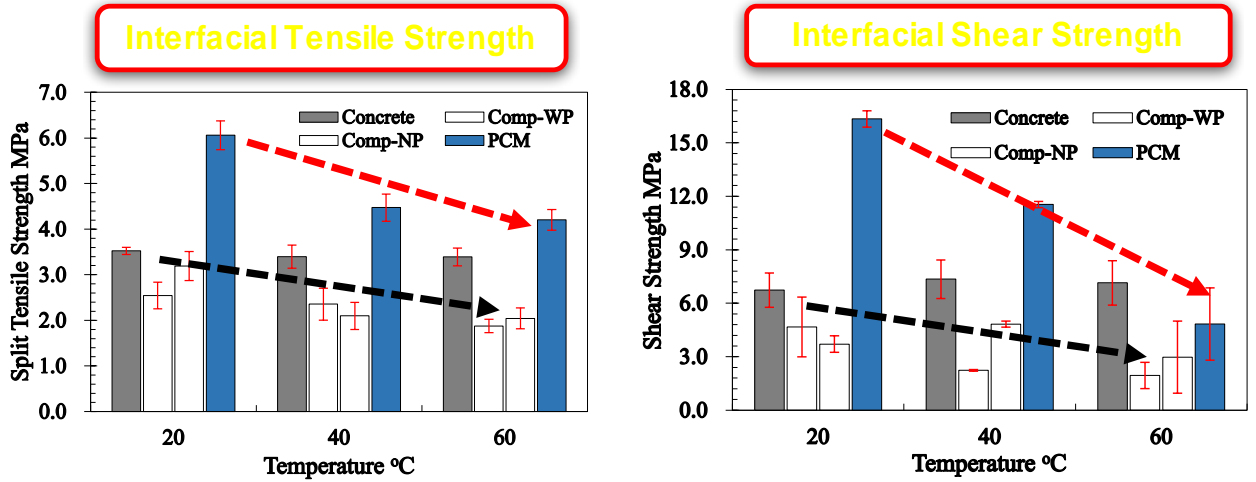 Interfacial Tensile Strength
Split Tensile Strength MPa
7.0
6.0
5.0
4.0
3.0
2.0
1.0
0.0
Concrete
Comp-WP
Comp-NP
PCM
20
40
60
Temperature ºC
Interfacial Shear Strength
Shear Strength MPa
18.0
15.0
12.0
9.0
6.0
3.0
0.0
Concrete
Comp-WP
Comp-NP
PCM
20
40
60
Temperature ºC